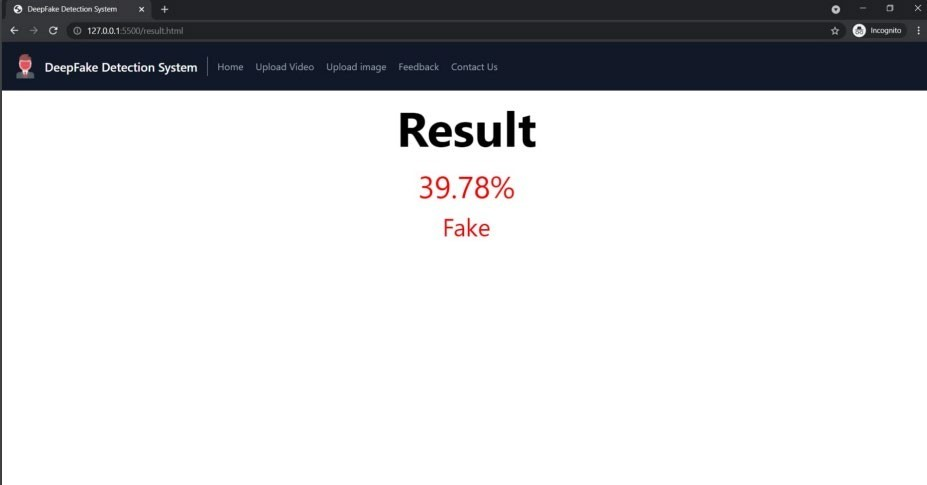 DeepFake Detection System
127.0.0.1:5500/result.html
Incognito
DeepFake Detection System Home Upload Video Upload image Feedback Contact Us
Result
39.78%
Fake